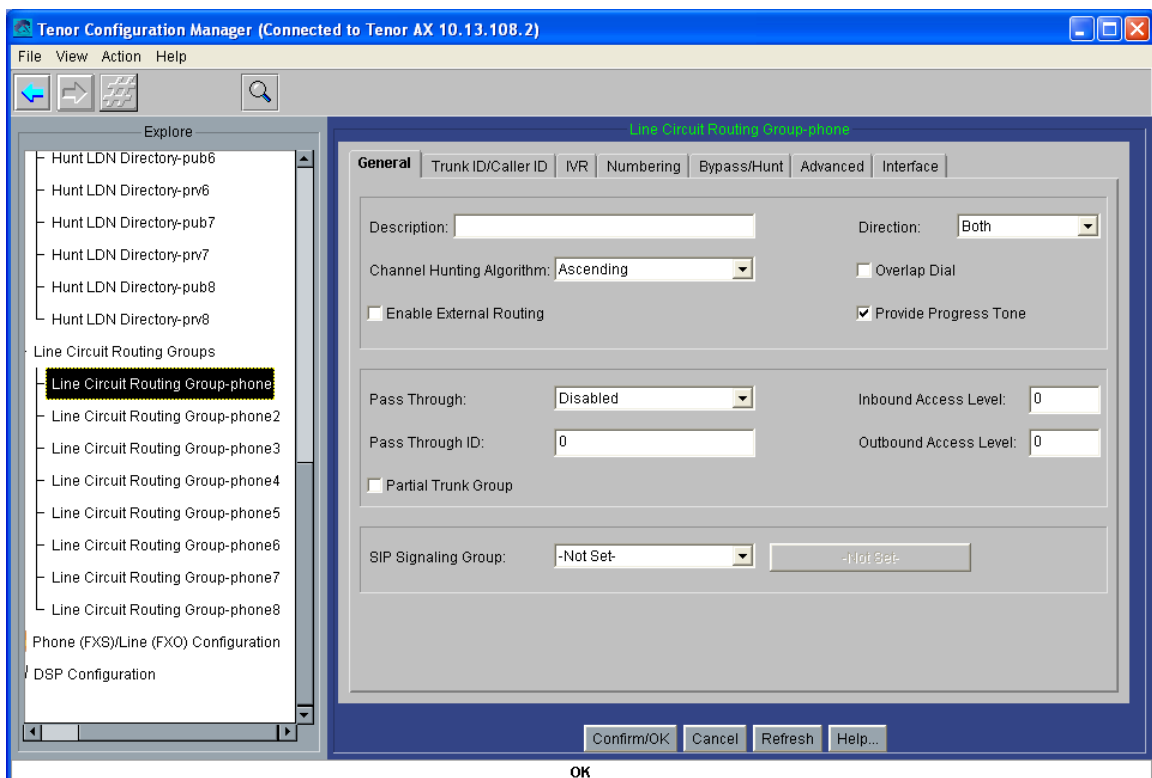 Tenor Configuration Manager (Connected to Tenor AX 10.13.108.2)
File View Action Help
Explore
Hunt LDN Directory-pub6
Hunt LDN Directory-prv6
Hunt LDN Directory-pub7
Hunt LDN Directory-prv7
Hunt LDN Directory-pub8
Hunt LDN Directory-prv8
Line Circuit Routing Groups
Line Circuit Routing Group-phone
Line Circuit Routing Group-phone2
Line Circuit Routing Group-phone3
Line Circuit Routing Group-phone4
Line Circuit Routing Group-phone5
Line Circuit Routing Group-phone6
Line Circuit Routing Group-phone7
Line Circuit Routing Group-phone8
Phone (FXS)/Line (FXO) Configuration
DSP Configuration
Line Circuit Routing Group-phone
General Trunk ID/Caller ID IVR Numbering Bypass/Hunt Advanced Interface
Description: Direction: Both
Channel Hunting Algorithm: Ascending Overlap Dial
Enable External Routing Provide Progress Tone
Pass Through: Disabled Inbound Access Level: 0
Pass Through ID: 0 Outbound Access Level: 0
Partial Trunk Group
SIP Signaling Group: -Not Set- -Not Set-
Confirm/OK Cancel Refresh Help...
OK